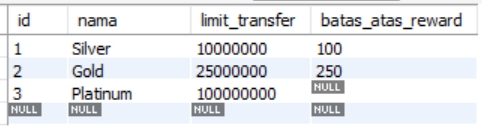 id nama limit_transfer batas_atas_reward
1 Silver 10000000 100
2 Gold 25000000 250
3 Platinum 100000000 NULL
NULL NULL NULL NULL